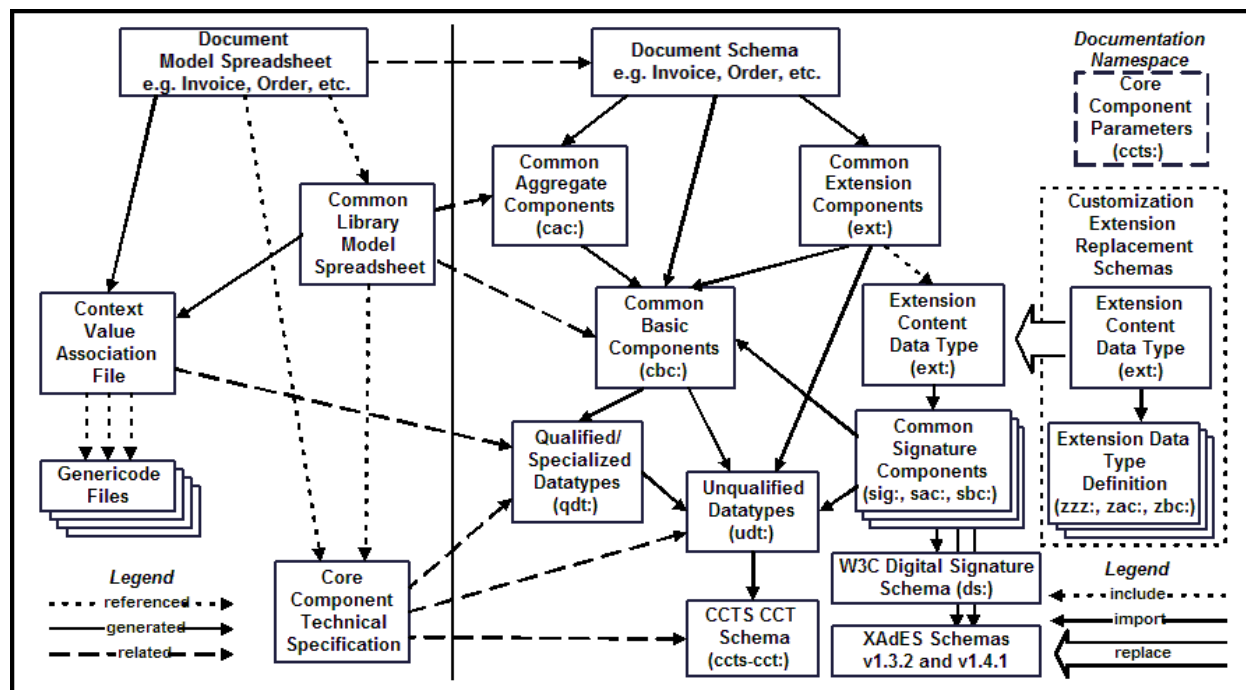 Document
Model Spreadsheet
e.g. Invoice, Order, etc.
Document Schema
e.g. Invoice, Order, etc.
Documentation
Namespace
Core
Component
Parameters
(ccts:)
Common
Aggregate
Components
(cac:)
Common
Extension
Components
(ext:)
Common
Library
Model
Spreadsheet
Customization
Extension
Replacement
Schemas
Context
Value
Association
File
Common
Basic
Components
(cbc:)
Extension
Content
Data Type
(ext:)
Extension
Content
Data Type
(ext:)
Genericode
Files
Qualified/
Specialized
Datatypes
(qdt:)
Unqualified
Datatypes
(udt:)
Common
Signature
Components
(sig:, sac:, sbc:)
Extension Data
Type
Definition
(zzz:, zac:, zbc:)
Legend
referenced
generated
related
Core
Component
Technical
Specification
CCTS CCT
Schema
(ccts-cct:)
W3C Digital Signature
Schema (ds:)
XAdES Schemas
v1.3.2 and v1.4.1
Legend
include
import
replace